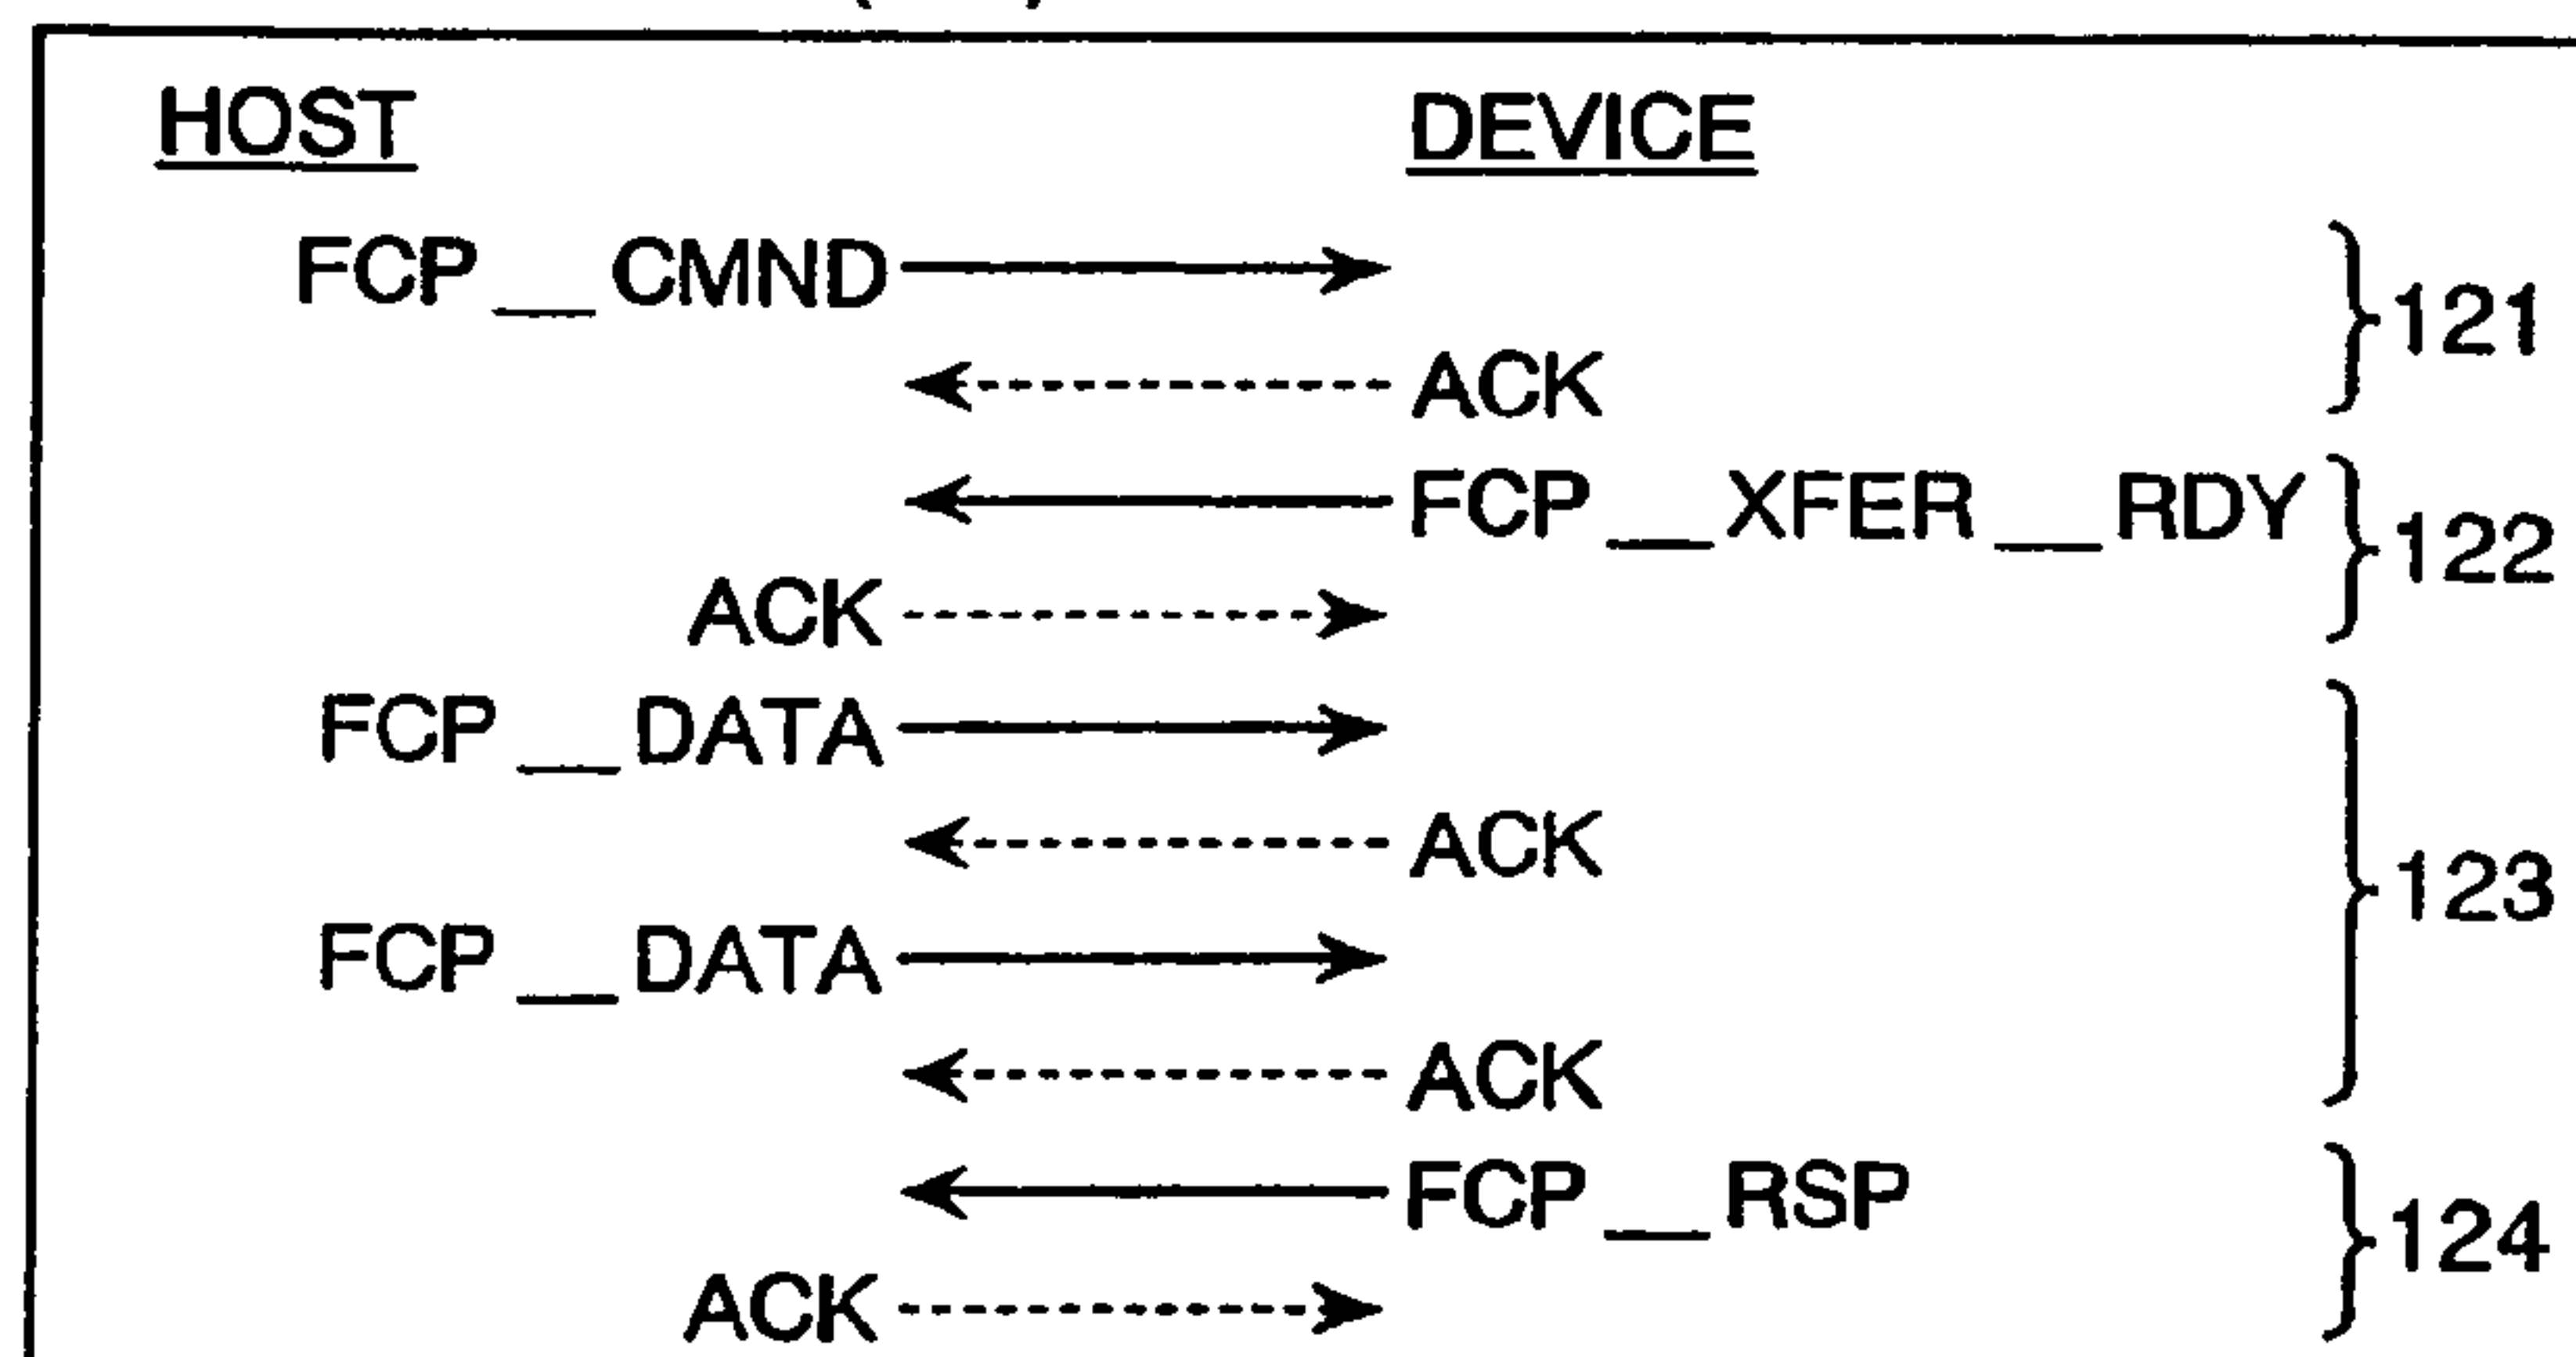 HOST DEVICE
FCP__CMND
121
ACK
FCP__XFER__RDY
122
ACK
FCP__DATA
ACK
123
FCP__DATA
ACK
FCP__RSP
124
ACK